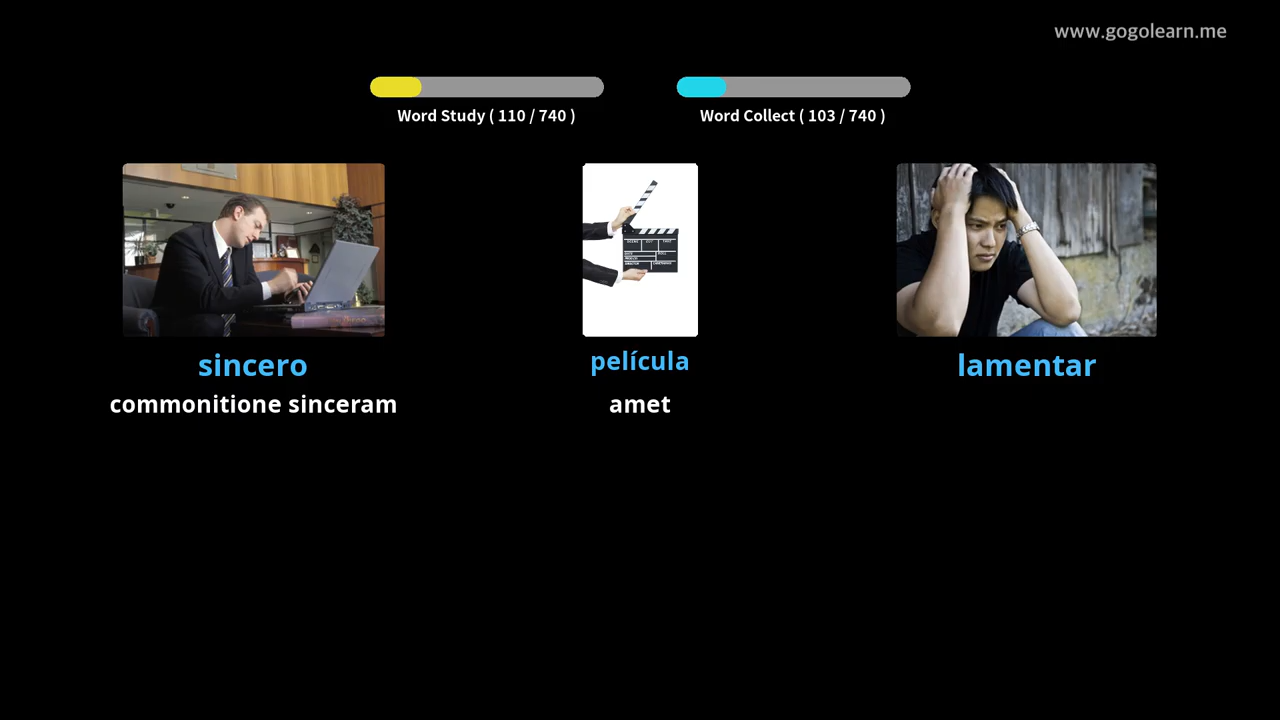 www.gogolearn.me
Word Study ( 110 / 740 )
Word Collect ( 103 / 740 )
sincero
commonitione sinceram
película
amet
lamentar